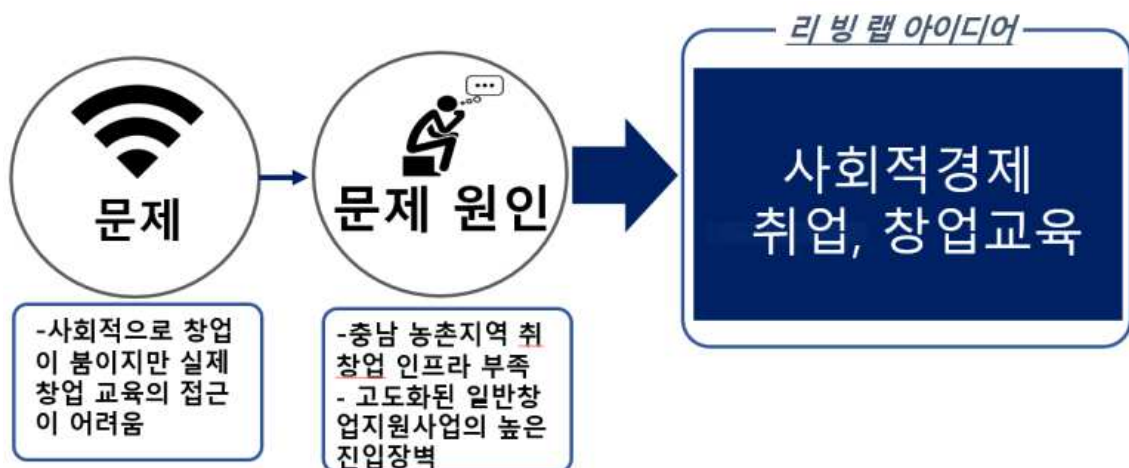 리 빙 랩 아이디어
문제
문제 원인
사회적경제
취업, 창업교육
-사회적으로 창업
이 붐이지만 실제
창업 교육의 접근
이 어려움
-충남 농촌지역 취
창업 인프라 부족
- 고도화된 일반창
업지원사업의 높은
진입장벽